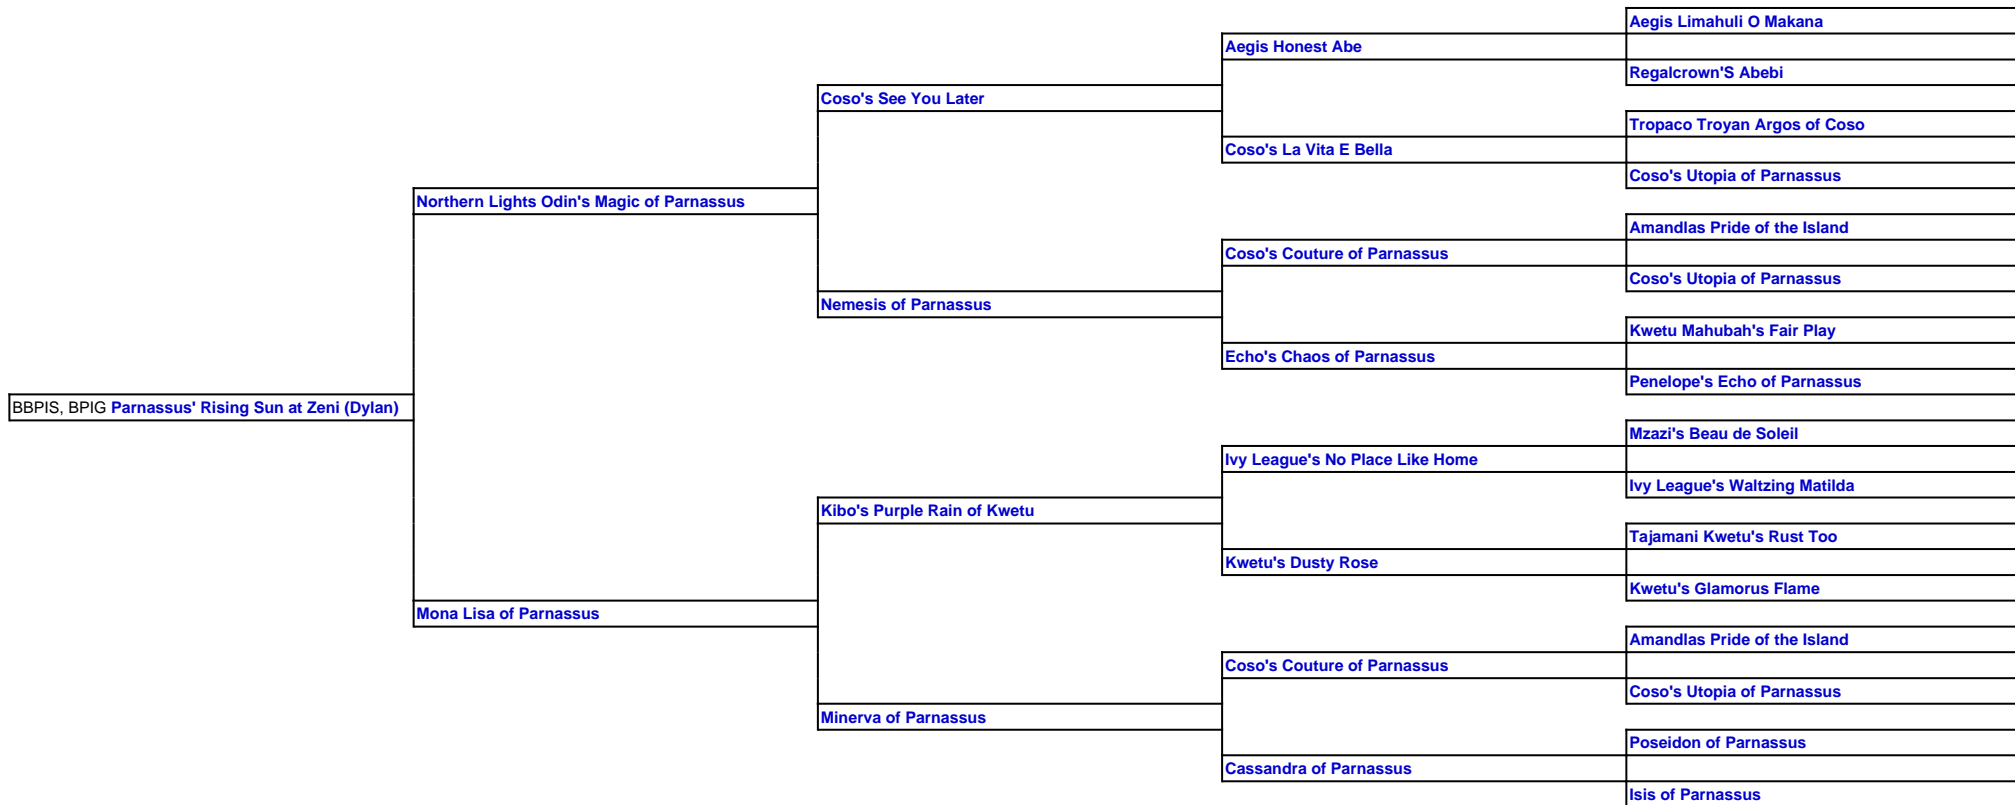 Aegis Limahuli O Makana
Aegis Honest Abe
Regalcrown'S Abebi
Coso's See You Later
Tropaco Troyan Argos of Coso
Coso's La Vita E Bella
Coso's Utopia of Parnassus
Northern Lights Odin's Magic of Parnassus
Amandlas Pride of the Island
Coso's Couture of Parnassus
Coso's Utopia of Parnassus
Nemesis of Parnassus
Kwetu Mahubah's Fair Play
Echo's Chaos of Parnassus
Penelope's Echo of Parnassus
BBPIS, BPIG Parnassus' Rising Sun at Zeni (Dylan)
Mzazi's Beau de Soleil
Ivy League's No Place Like Home
Ivy League's Waltzing Matilda
Kibo's Purple Rain of Kwetu
Tajamani Kwetu's Rust Too
Kwetu's Dusty Rose
Kwetu's Glamorus Flame
Mona Lisa of Parnassus
Amandlas Pride of the Island
Coso's Couture of Parnassus
Coso's Utopia of Parnassus
Minerva of Parnassus
Poseidon of Parnassus
Cassandra of Parnassus
Isis of Parnassus